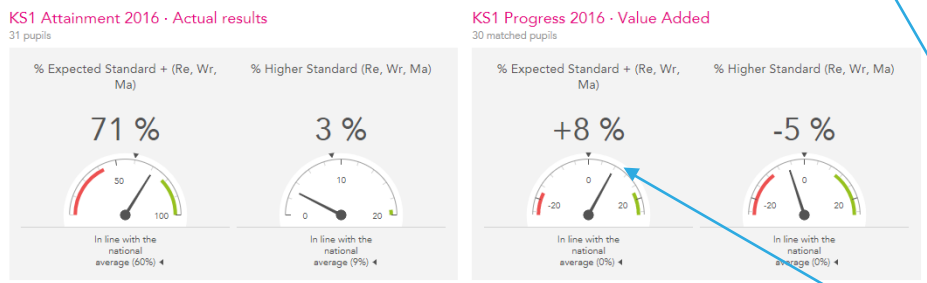 KS1 Attainment 2016 · Actual results
31 pupils
% Expected Standard + (Re, Wr,
Ma)
71 %
50
100
In line with the
national
average (60%)
% Higher Standard (Re, Wr, Ma)
3 %
0
10
20
In line with the
national
average (9%)
KS1 Progress 2016 · Value Added
30 matched pupils
% Expected Standard + (Re, Wr,
Ma)
+8 %
-20
0
20
In line with the
national
average (0%)
% Higher Standard (Re, Wr, Ma)
-5 %
-20
0
20
In line with the
national
average (0%)